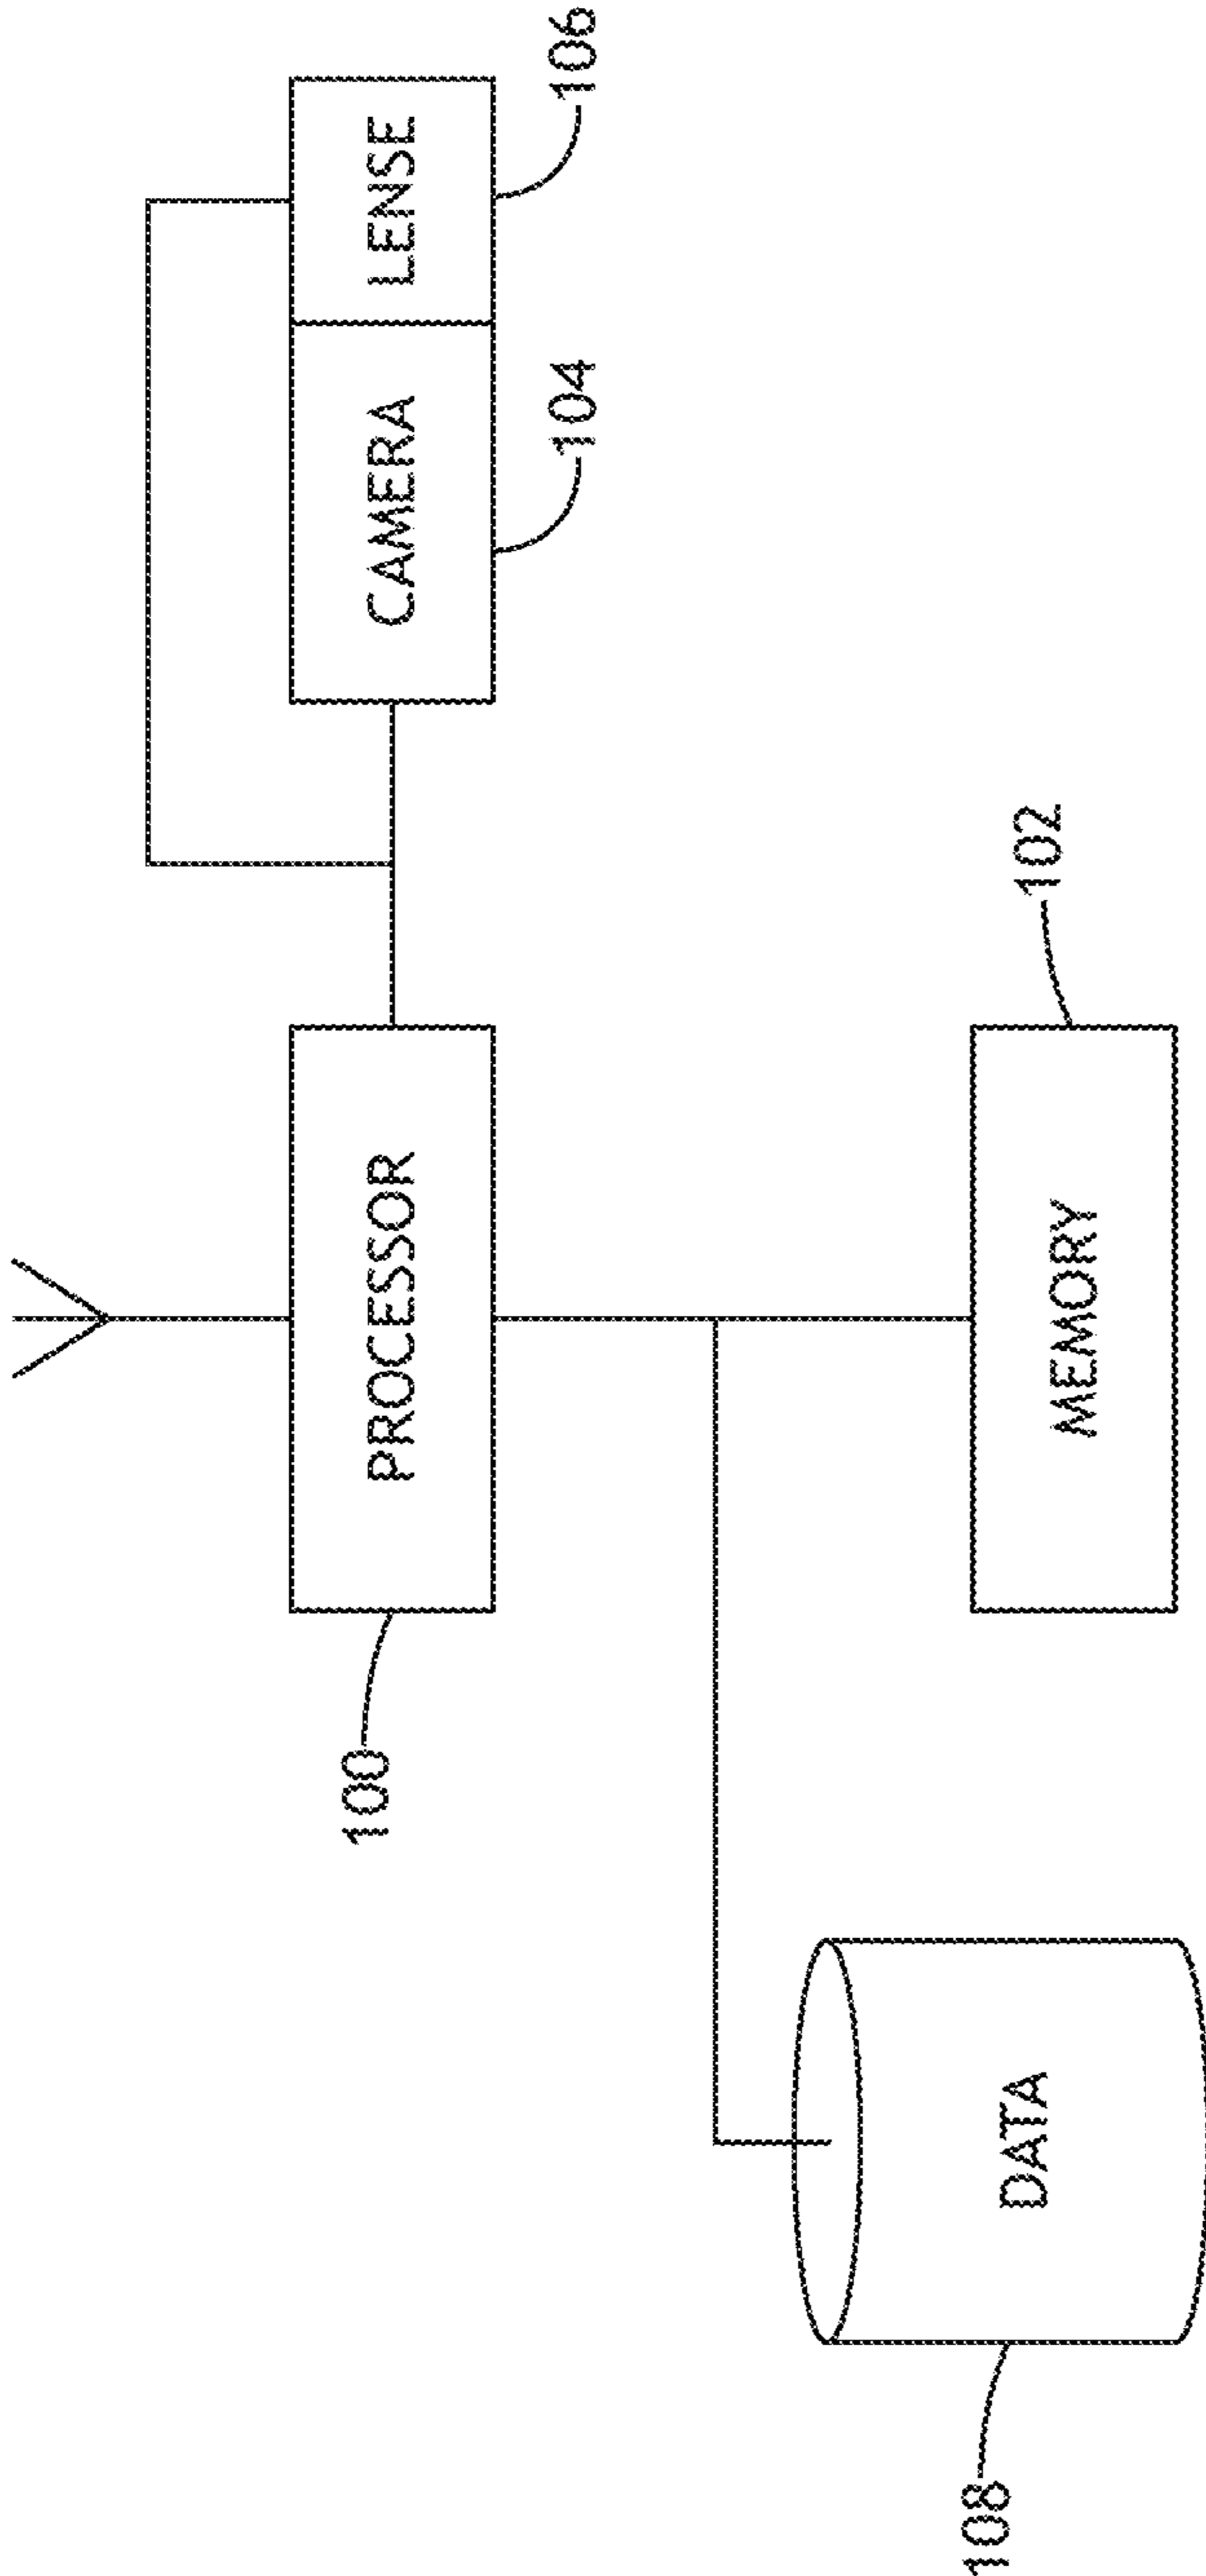 108
DATA
100
PROCESSOR
MEMORY
102
CAMERA
LENSE
104
106